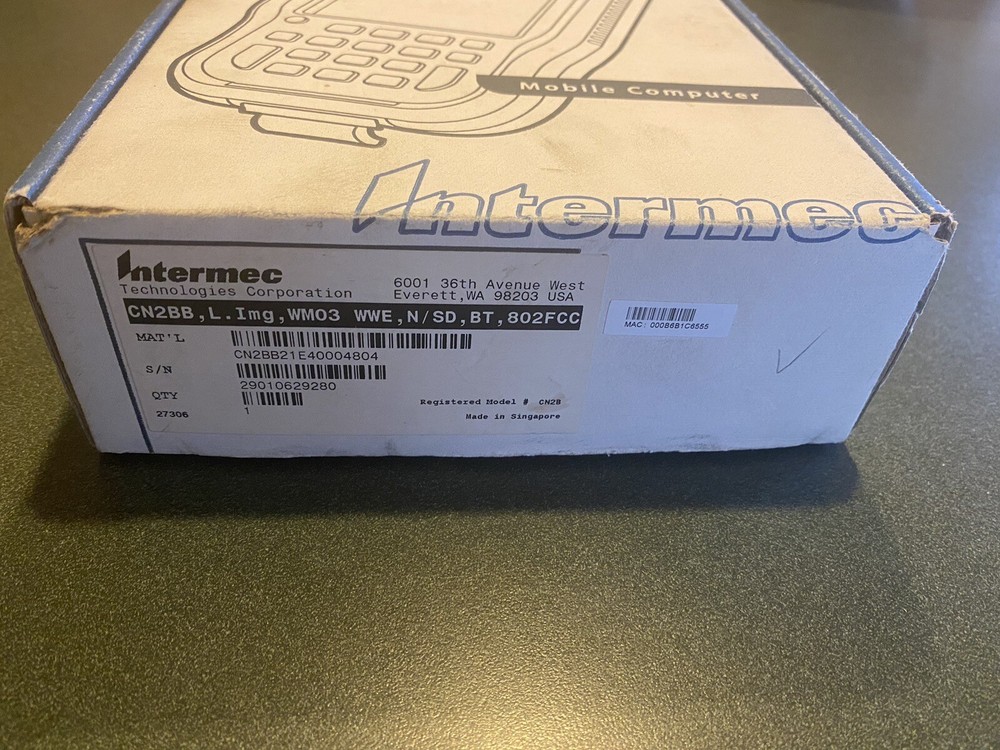 Mobile Computer
Intermec
Intermec
Technologies Corporation
6001 36th Avenue West
Everett,WA 98203 USA
CN2BB,L.Img,WM03 WWE,N/SD,BT,802FCC
MAC: 000B6B1C6555
MAT'L
CN2BB21E40004804
S/N
29010629280
QTY
1
27306
Registered Model # CN2B
Made in Singapore